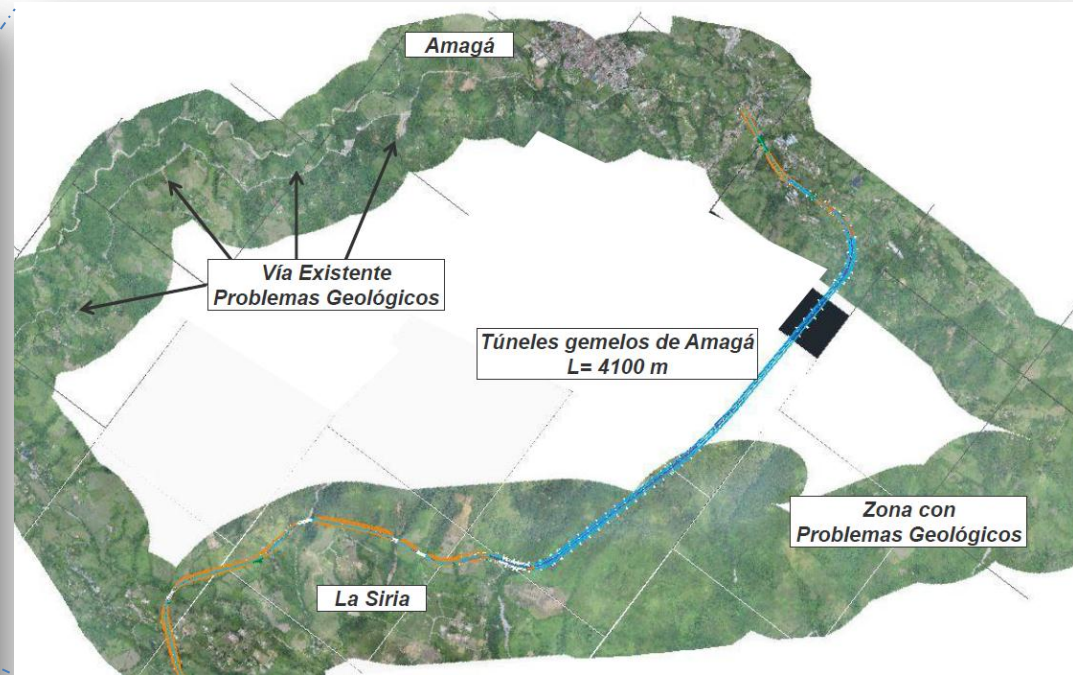 Amagá
Vía Existente
Problemas Geológicos
Túneles gemelos de Amagá
L= 4100 m
Zona con
Problemas Geológicos
La Siria